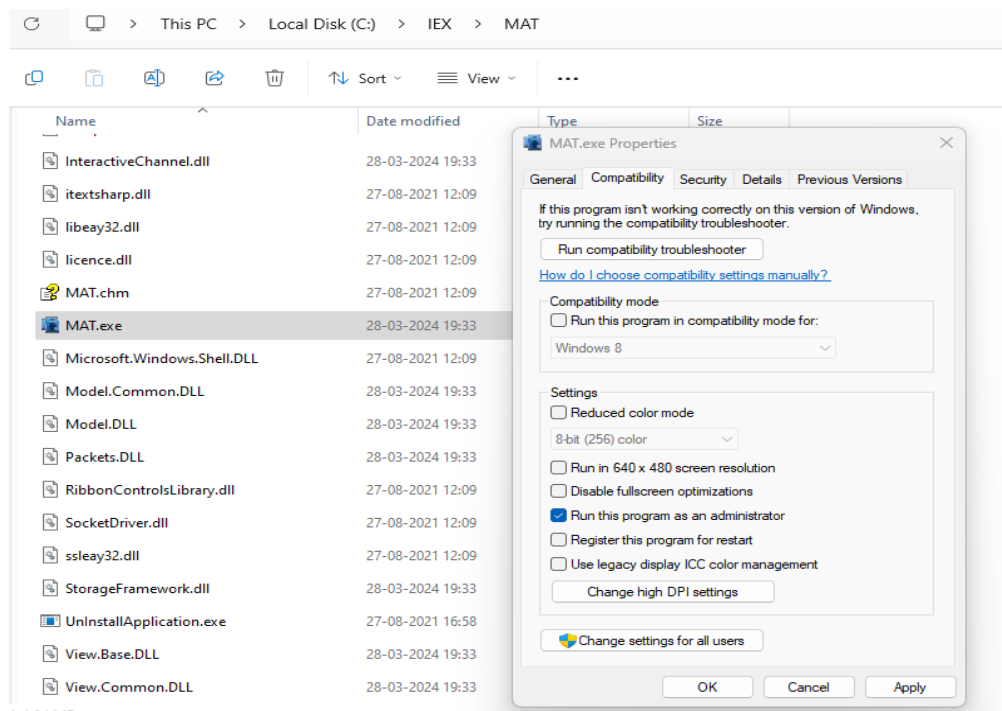 This PC > Local Disk (C:) > IEX > MAT
Sort View ...
Name Date modified Type Size
InteractiveChannel.dll 28-03-2024 19:33
itextsharp.dll 27-08-2021 12:09
libeay32.dll 27-08-2021 12:09
licence.dll 27-08-2021 12:09
MAT.chm 27-08-2021 12:09
MAT.exe 28-03-2024 19:33
Microsoft.Windows.Shell.DLL 27-08-2021 12:09
Model.Common.DLL 28-03-2024 19:33
Model.DLL 28-03-2024 19:33
Packets.DLL 28-03-2024 19:33
RibbonControlsLibrary.dll 27-08-2021 12:09
SocketDriver.dll 27-08-2021 12:09
ssleay32.dll 27-08-2021 12:09
StorageFramework.dll 28-03-2024 19:33
UnInstallApplication.exe 27-08-2021 16:58
View.Base.DLL 28-03-2024 19:33
View.Common.DLL 28-03-2024 19:33
MAT.exe Properties
General Compatibility Security Details Previous Versions
If this program isn't working correctly on this version of Windows,
try running the compatibility troubleshooter.
Run compatibility troubleshooter
How do I choose compatibility settings manually?
Compatibility mode
Run this program in compatibility mode for:
Windows 8
Settings
Reduced color mode
8-bit (256) color
Run in 640 x 480 screen resolution
Disable fullscreen optimizations
Run this program as an administrator
Register this program for restart
Use legacy display ICC color management
Change high DPI settings
Change settings for all users
OK Cancel Apply